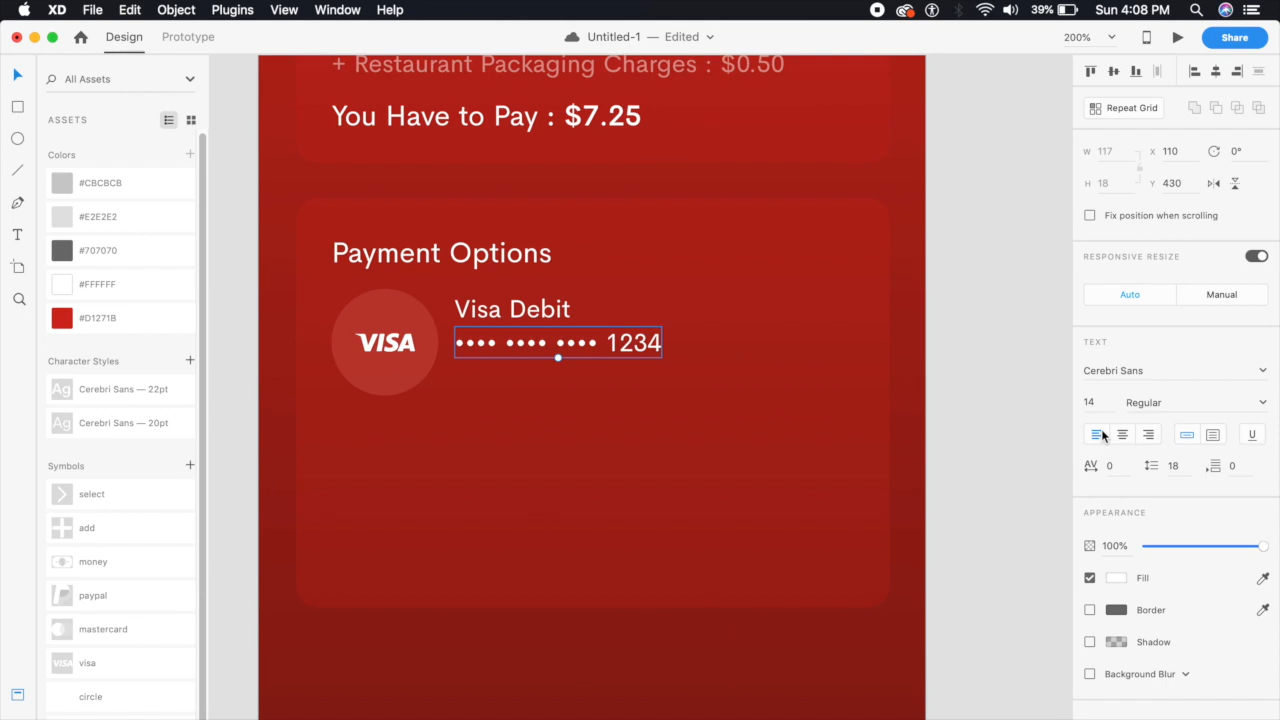 XD File Edit Object Plugins View Window Help 39% Sun 4:08 PM
Design Prototype Untitled-1 — Edited 200% Share
All Assets
ASSETS
Colors
#CBCBCB
#E2E2E2
#707070
#FFFFFF
#D1271B
Character Styles
Ag Cerebri Sans — 22pt
Ag Cerebri Sans — 20pt
Symbols
select
add
money
paypal
mastercard
VISA visa
circle
+ Restaurant Packaging Charges : $0.50
You Have to Pay : $7.25
Payment Options
VISA
Visa Debit
•••• •••• •••• 1234
Repeat Grid
W 117 X 110 0°
H 18 Y 430
Fix position when scrolling
RESPONSIVE RESIZE
Auto Manual
TEXT
Cerebri Sans
14 Regular
U
AV 0 18 0
APPEARANCE
100%
Fill
Border
Shadow
Background Blur